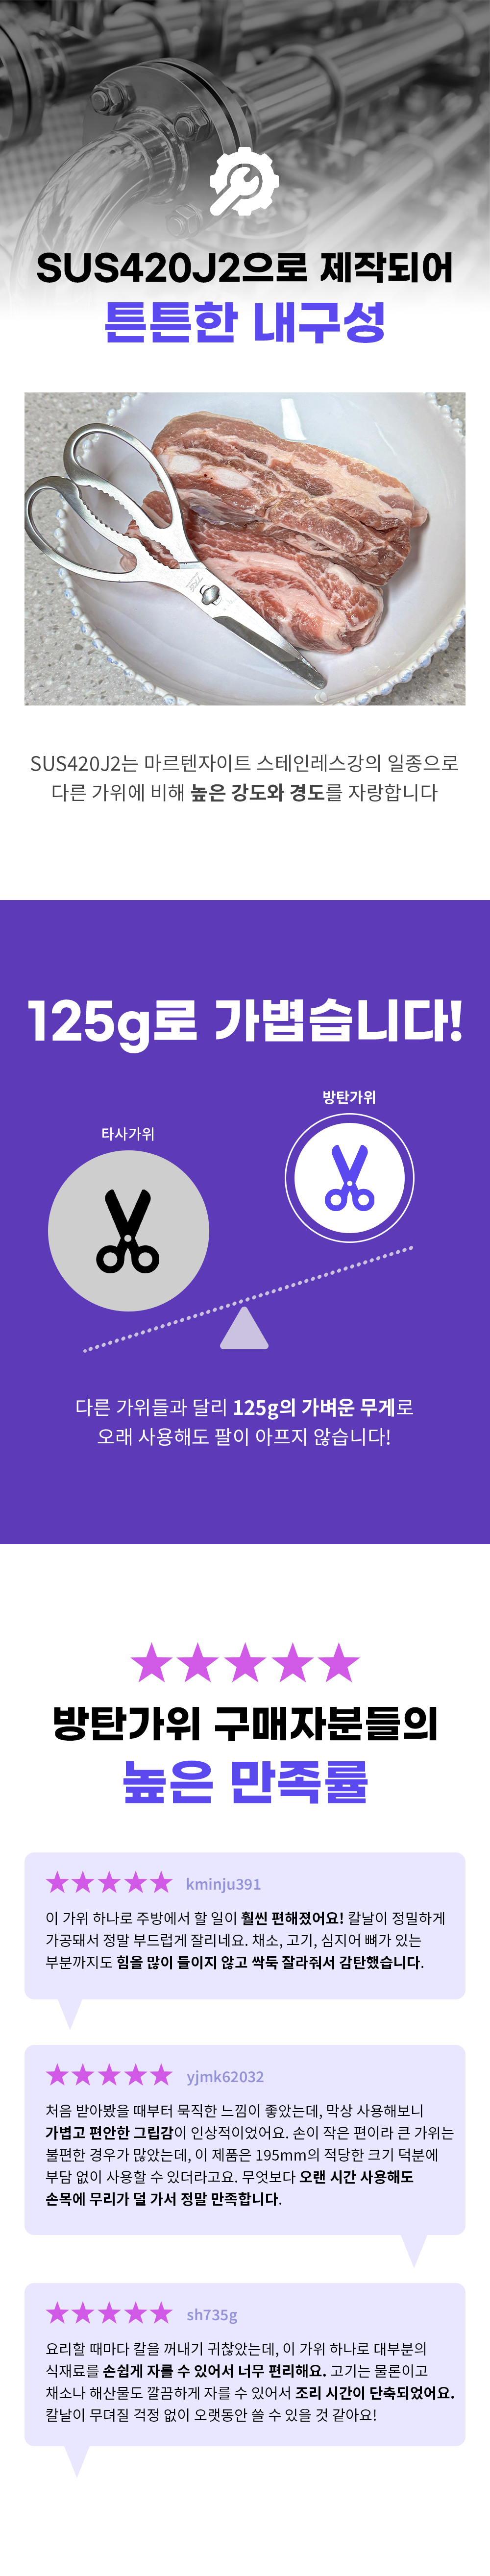 SUS420J2으로 제작되어
튼튼한 내구성
SUS420J2는 마르텐자이트 스테인레스강의 일종으로
다른 가위에 비해 높은 강도와 경도를 자랑합니다
125g로 가볍습니다!
방탄가위
타사가위
다른 가위들과 달리 125g의 가벼운 무게로
오래 사용해도 팔이 아프지 않습니다!
방탄가위 구매자분들의
높은 만족률
kminju391
이 가위 하나로 주방에서 할 일이 훨씬 편해졌어요! 칼날이 정밀하게
가공돼서 정말 부드럽게 잘리네요. 채소, 고기, 심지어 뼈가 있는
부분까지도 힘을 많이 들이지 않고 싹둑 잘라줘서 감탄했습니다.
yjmk62032
처음 받아봤을 때부터 묵직한 느낌이 좋았는데, 막상 사용해보니
가볍고 편안한 그립감이 인상적이었어요. 손이 작은 편이라 큰 가위는
불편한 경우가 많았는데, 이 제품은 195mm의 적당한 크기 덕분에
부담 없이 사용할 수 있더라고요. 무엇보다 오랜 시간 사용해도
손목에 무리가 덜 가서 정말 만족합니다.
sh735g
요리할 때마다 칼을 꺼내기 귀찮았는데, 이 가위 하나로 대부분의
식재료를 손쉽게 자를 수 있어서 너무 편리해요. 고기는 물론이고
채소나 해산물도 깔끔하게 자를 수 있어서 조리 시간이 단축되었어요.
칼날이 무뎌질 걱정 없이 오랫동안 쓸 수 있을 것 같아요!